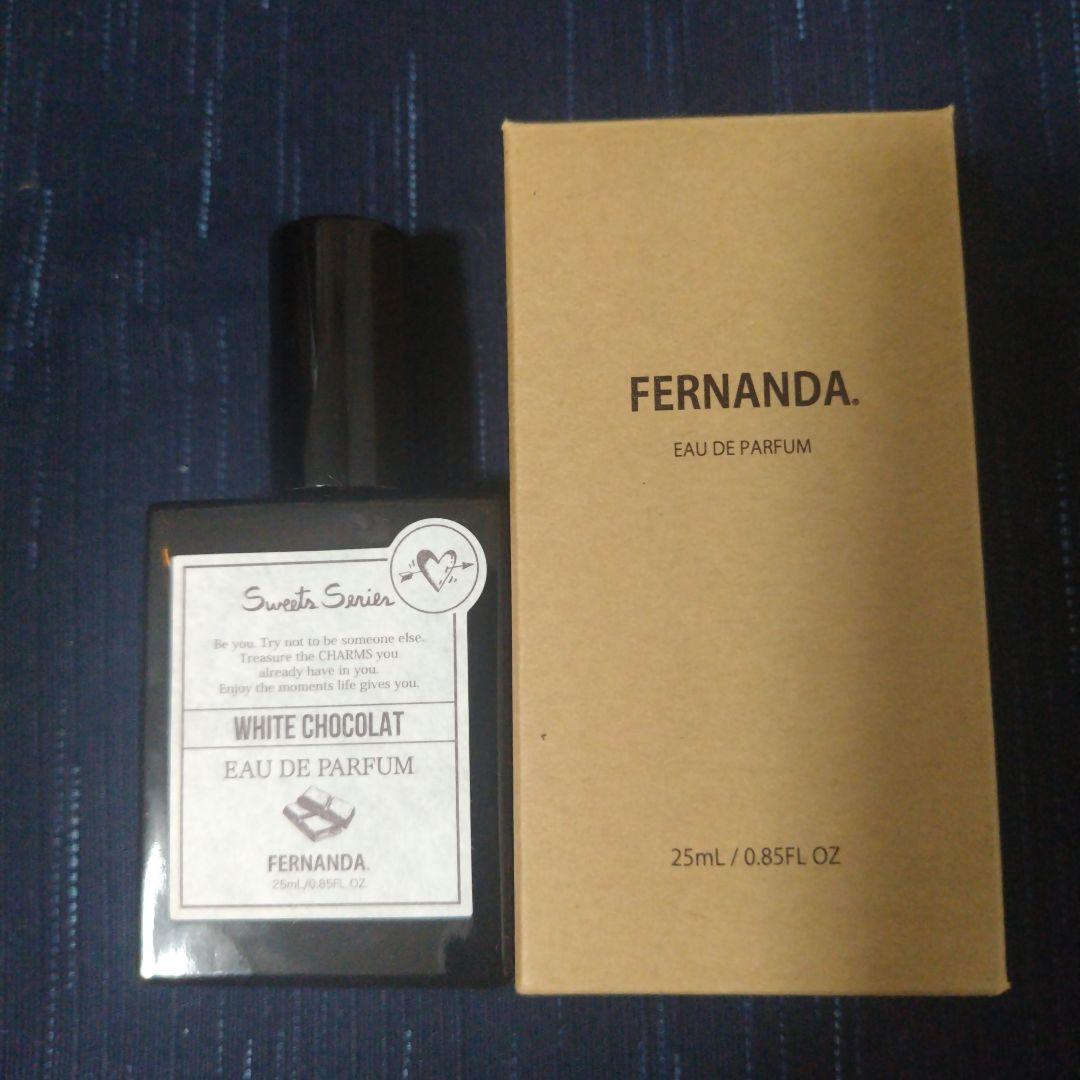 Sweets Series
Be you. Try not to be someone else.
Treasure the CHARMS you
already have in you.
Enjoy the moments life gives you.
WHITE CHOCOLAT
EAU DE PARFUM
FERNANDA.
25mL/0.85FL OZ
FERNANDA.
EAU DE PARFUM
25mL / 0.85FL OZ